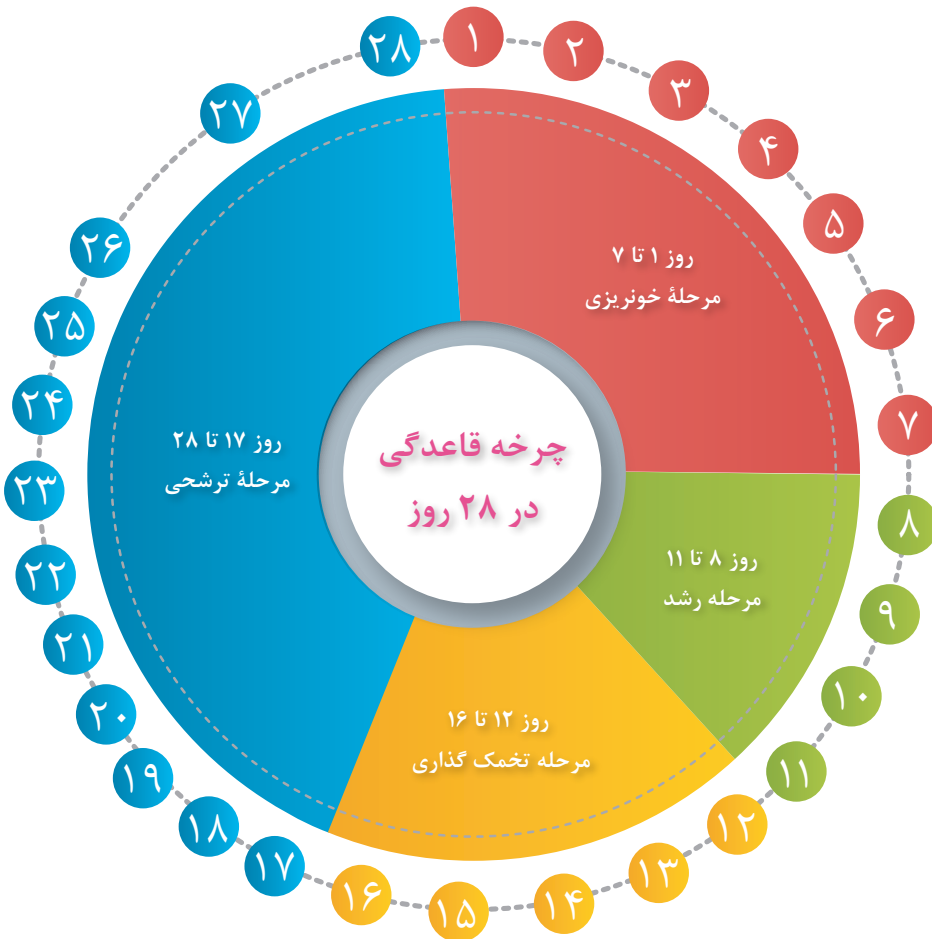 چرخه قاعدگی
در ۲۸ روز
روز ۱ تا ۷
مرحلهٔ خونریزی
روز ۸ تا ۱۱
مرحله رشد
روز ۱۲ تا ۱۶
مرحله تخمک گذاری
روز ۱۷ تا ۲۸
مرحلهٔ ترشحی
۱
۲
۳
۴
۵
۶
۷
۸
۹
۱۰
۱۱
۱۲
۱۳
۱۴
۱۵
۱۶
۱۷
۱۸
۱۹
۲۰
۲۱
۲۲
۲۳
۲۴
۲۵
۲۶
۲۷
۲۸